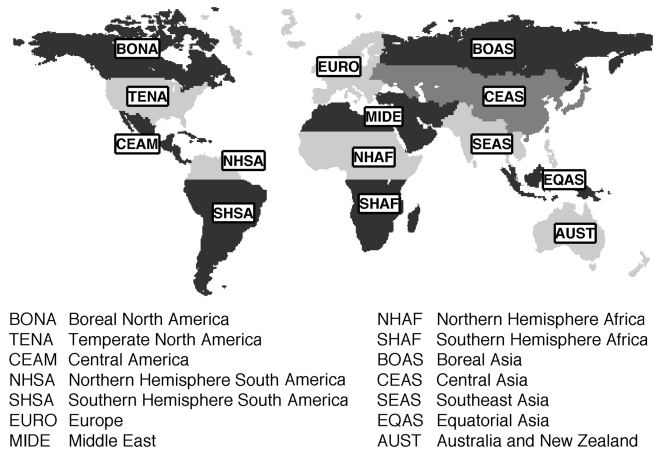 BONA
BOAS
EURO
TENA
CEAS
MIDE
CEAM
SEAS
NHSA
NHAF
EQAS
SHSA
SHAF
AUST
BONA Boreal North America
TENA Temperate North America
CEAM Central America
NHSA Northern Hemisphere South America
SHSA Southern Hemisphere South America
EURO Europe
MIDE Middle East
NHAF Northern Hemisphere Africa
SHAF Southern Hemisphere Africa
BOAS Boreal Asia
CEAS Central Asia
SEAS Southeast Asia
EQAS Equatorial Asia
AUST Australia and New Zealand